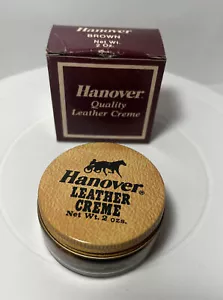 Hanover
BROWN
Net Wt.
2 Oz.
Hanover®
Quality
Leather Creme
Hanover®
LEATHER
CREME
Net Wt. 2 ozs.